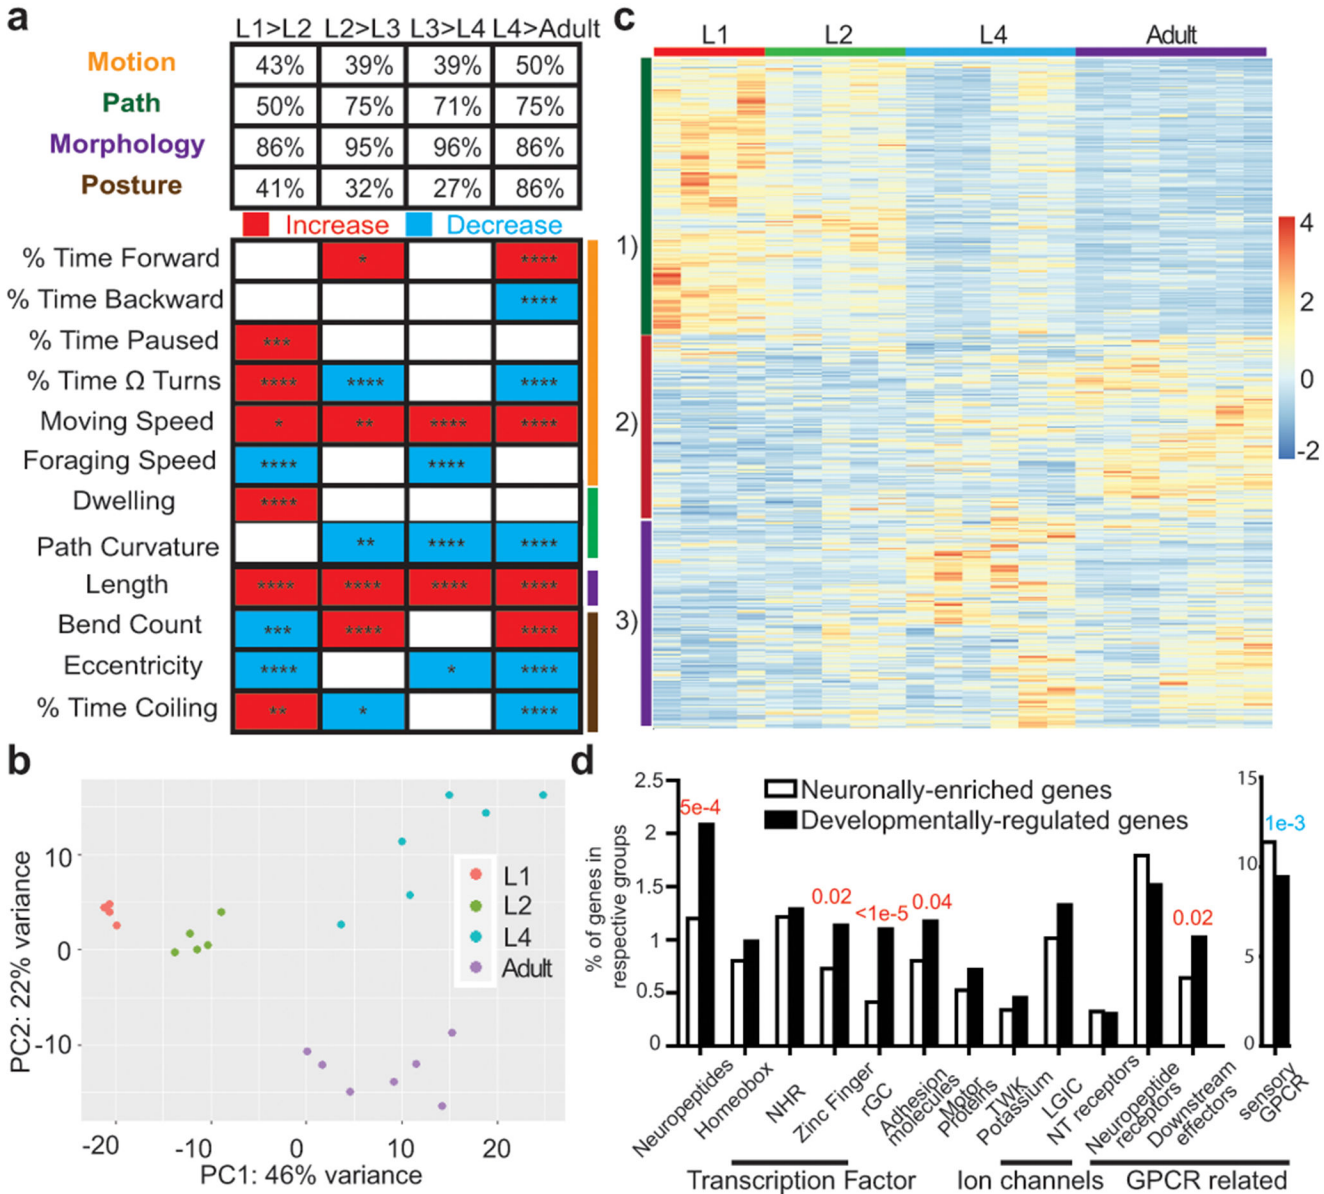 a
L1>L2 L2>L3 L3>L4 L4>Adult
Motion 43% 39% 39% 50%
Path 50% 75% 71% 75%
Morphology 86% 95% 96% 86%
Posture 41% 32% 27% 86%
Increase Decrease
% Time Forward * ****
% Time Backward ****
% Time Paused ***
% Time Ω Turns **** **** ****
Moving Speed * ** **** ****
Foraging Speed **** ****
Dwelling ****
Path Curvature ** **** ****
Length **** **** **** ****
Bend Count *** **** ****
Eccentricity **** * ****
% Time Coiling ** * ****
b
PC2: 22% variance
10
0
-10
-20 -10 0 10 20
PC1: 46% variance
L1
L2
L4
Adult
c
L1 L2 L4 Adult
1)
2)
3)
4
2
0
-2
d
% of genes in
respective groups
2.5
2
1.5
1
0.5
0
Neuronally-enriched genes
Developmentally-regulated genes
5e-4
0.02
<1e-5
0.04
0.02
15
10
5
0
1e-3
Neuropeptides
Homeobox
NHR
Zinc Finger
rGC
Adhesion
molecules
Motor
Proteins
TWK
Potassium
LGIC
NT receptors
Neuropeptide
receptors
Downstream
effectors
sensory
GPCR
Transcription Factor Ion channels GPCR related